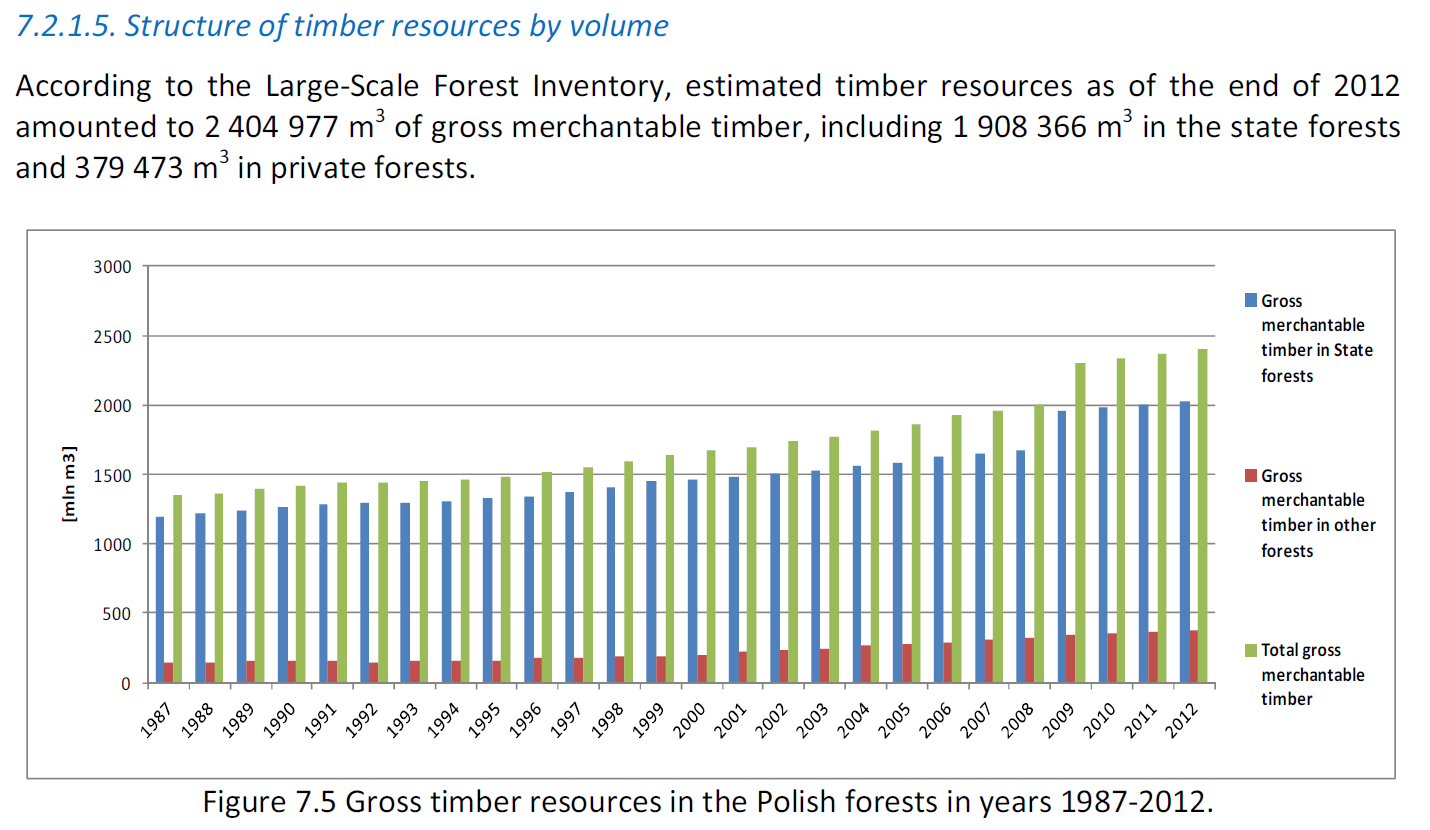 7.2.1.5. Structure of timber resources by volume
According to the Large-Scale Forest Inventory, estimated timber resources as of the end of 2012
amounted to 2 404 977 m³ of gross merchantable timber, including 1 908 366 m³ in the state forests
and 379 473 m³ in private forests.
3000
2500
2000
1500
1000
500
0
[mln m3]
1987
1988
1989
1990
1991
1992
1993
1994
1995
1996
1997
1998
1999
2000
2001
2002
2003
2004
2005
2006
2007
2008
2009
2010
2011
2012
Gross
merchantable
timber in State
forests
Gross
merchantable
timber in other
forests
Total gross
merchantable
timber
Figure 7.5 Gross timber resources in the Polish forests in years 1987-2012.